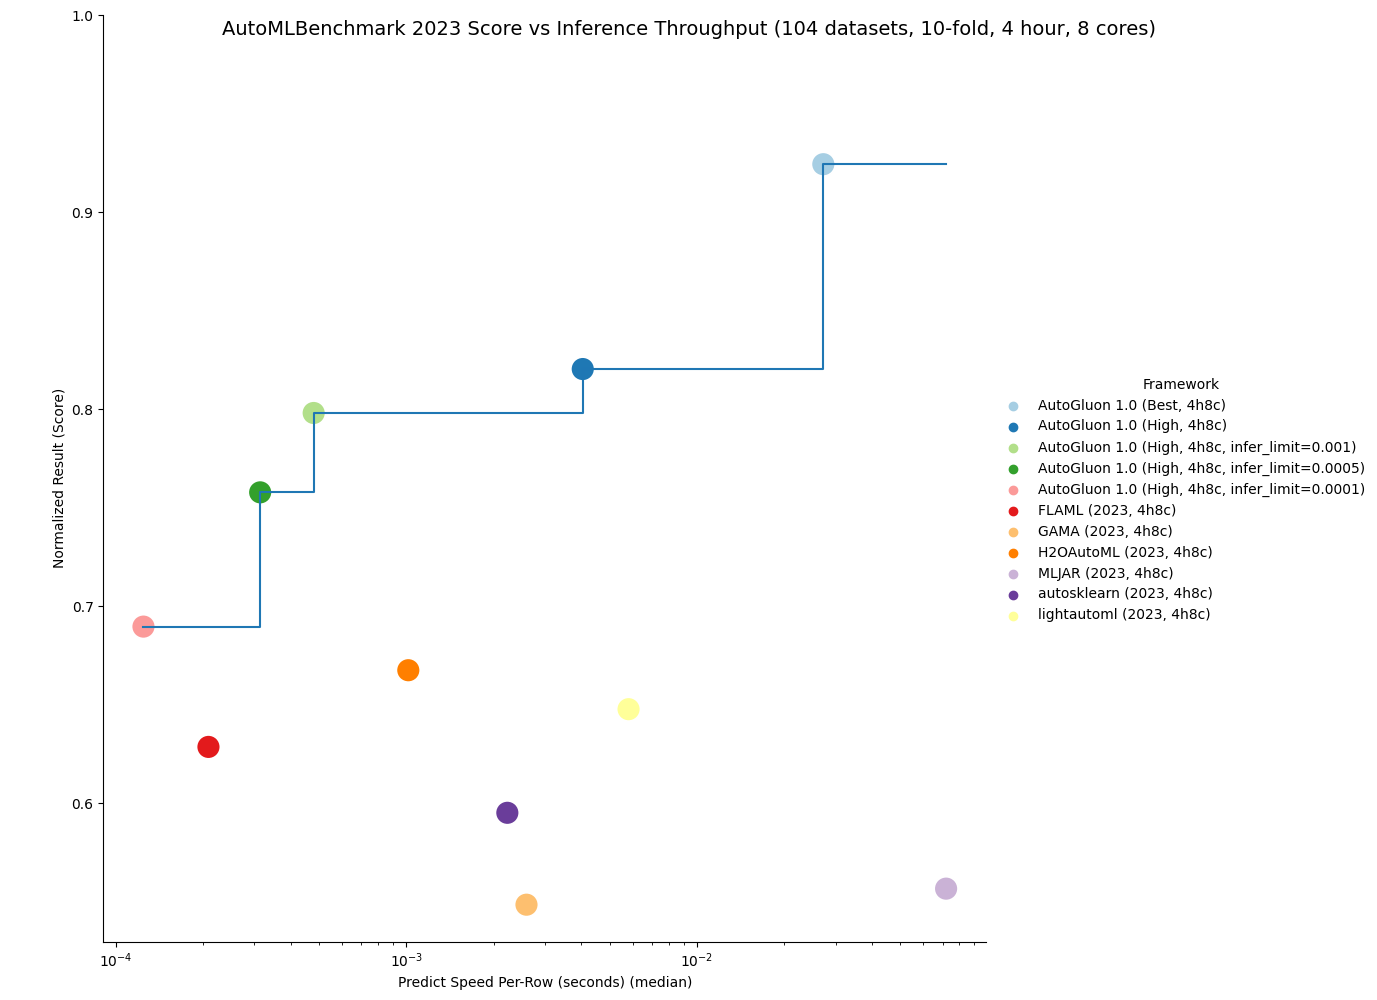 AutoMLBenchmark 2023 Score vs Inference Throughput (104 datasets, 10-fold, 4 hour, 8 cores)
1.0
0.9
0.8
0.7
0.6
Normalized Result (Score)
10⁻⁴
10⁻³
10⁻²
Predict Speed Per-Row (seconds) (median)
Framework
AutoGluon 1.0 (Best, 4h8c)
AutoGluon 1.0 (High, 4h8c)
AutoGluon 1.0 (High, 4h8c, infer_limit=0.001)
AutoGluon 1.0 (High, 4h8c, infer_limit=0.0005)
AutoGluon 1.0 (High, 4h8c, infer_limit=0.0001)
FLAML (2023, 4h8c)
GAMA (2023, 4h8c)
H2OAutoML (2023, 4h8c)
MLJAR (2023, 4h8c)
autosklearn (2023, 4h8c)
lightautoml (2023, 4h8c)